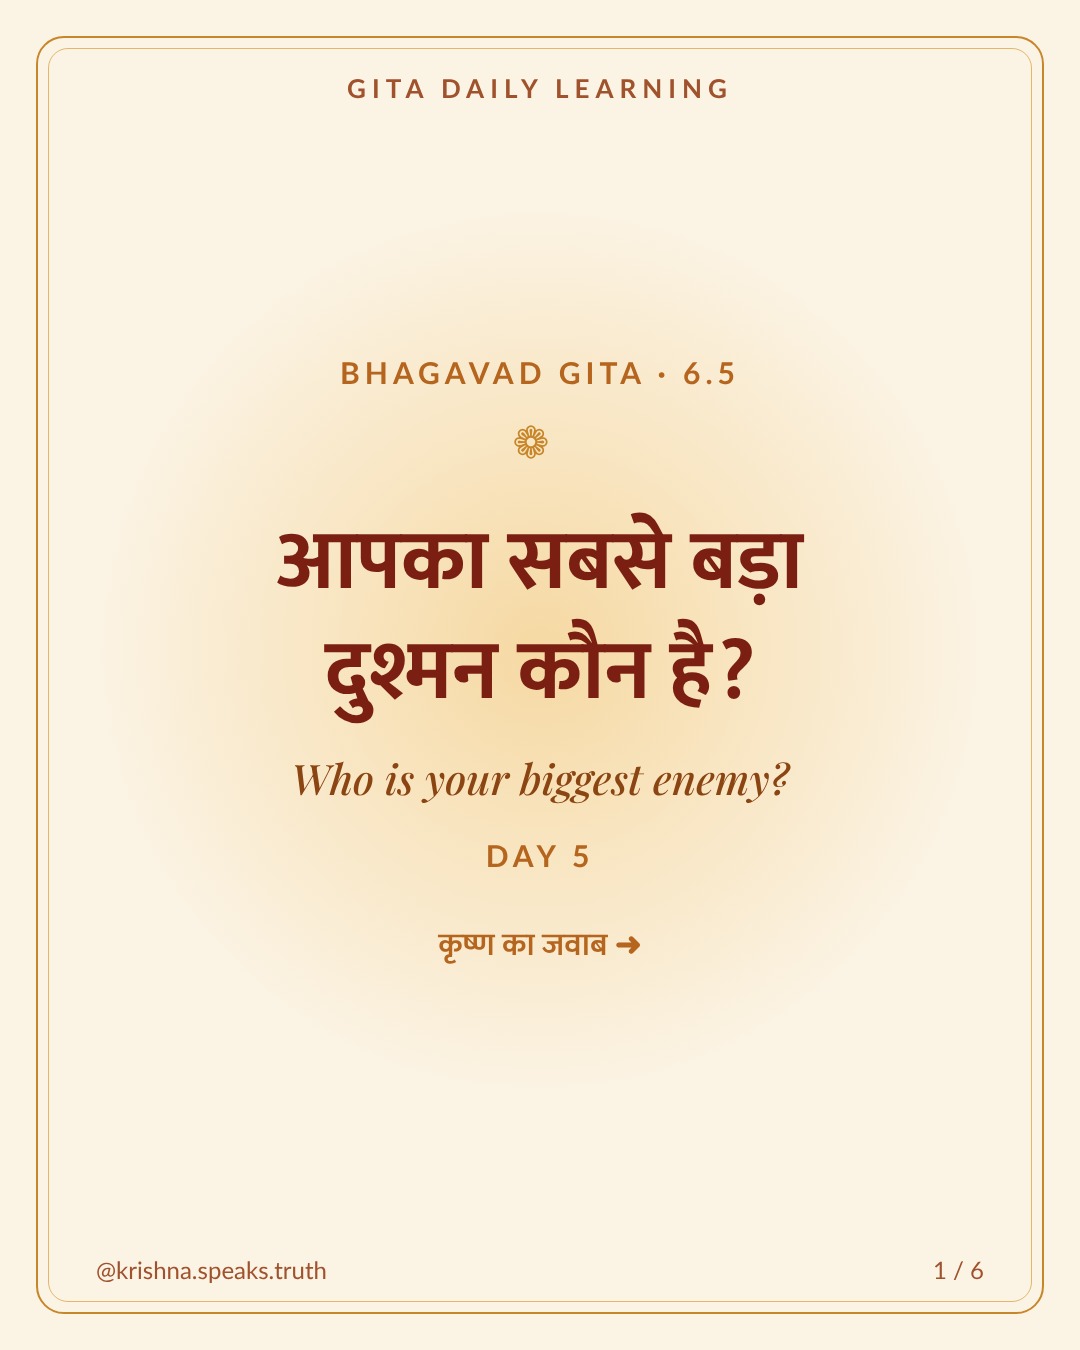 GITA DAILY LEARNING
BHAGAVAD GITA · 6.5
आपका सबसे बड़ा
दुश्मन कौन है?
Who is your biggest enemy?
DAY 5
कृष्ण का जवाब ➜
@krishna.speaks.truth
1 / 6